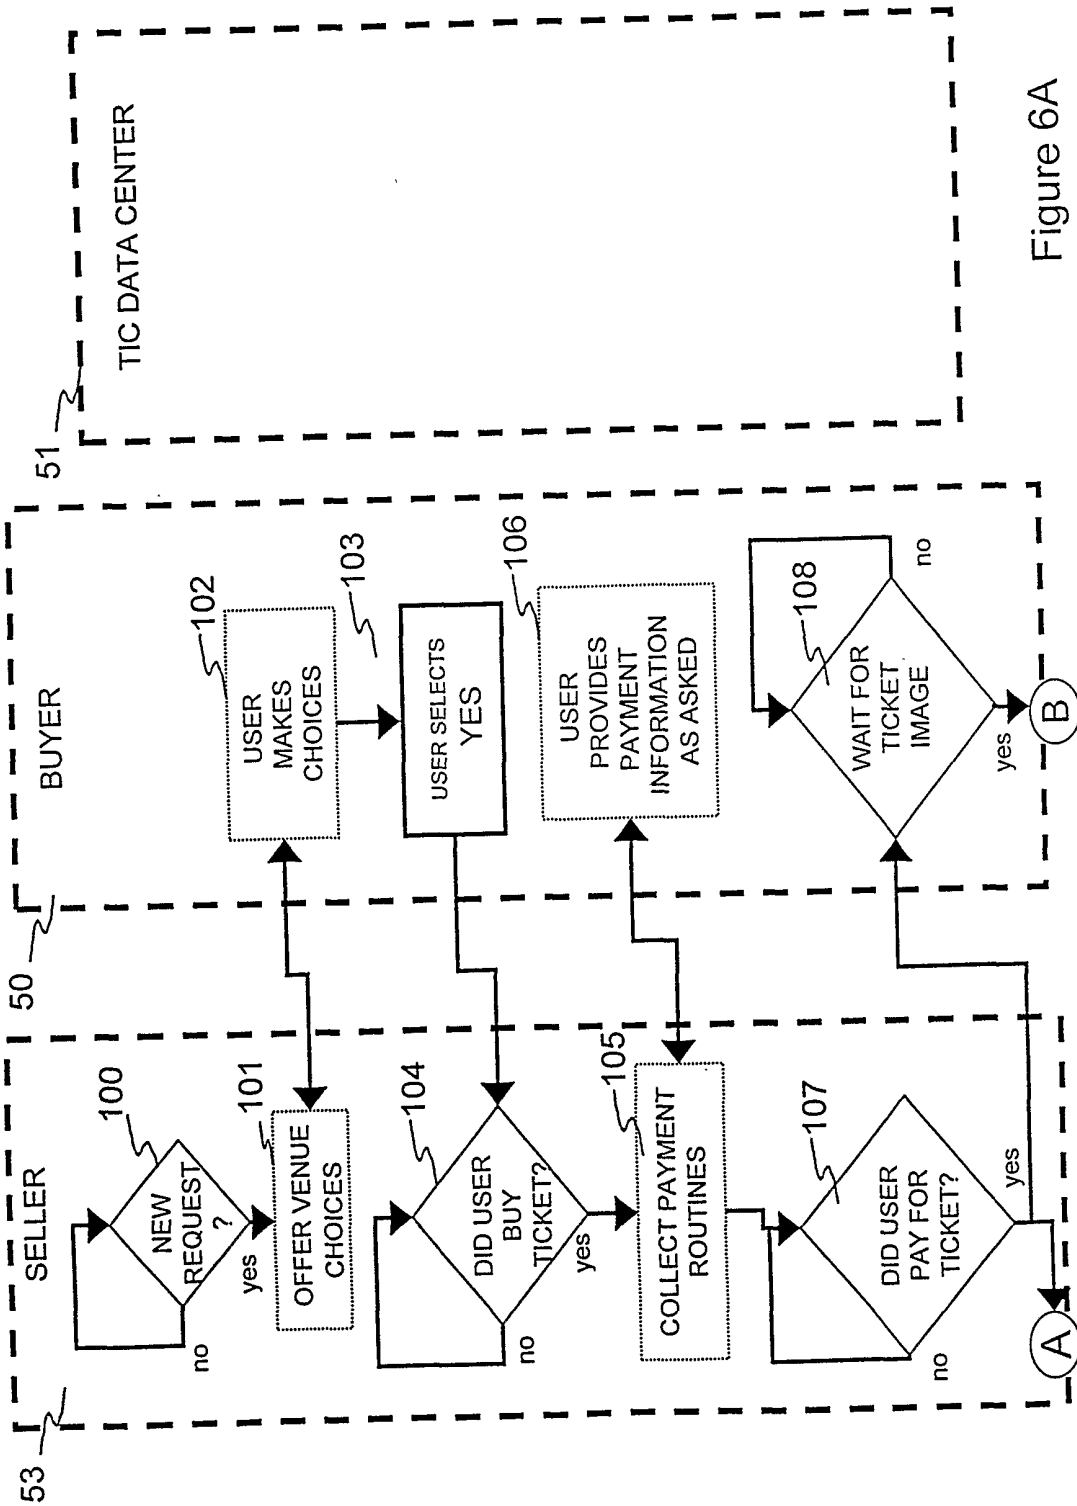 53
SELLER
100
NEW
REQUEST
?
no
yes
101
OFFER VENUE
CHOICES
104
DID USER
BUY
TICKET?
no
yes
105
COLLECT PAYMENT
ROUTINES
107
DID USER
PAY FOR
TICKET?
no
yes
A
50
BUYER
102
USER
MAKES
CHOICES
103
USER SELECTS
YES
106
USER
PROVIDES
PAYMENT
INFORMATION
AS ASKED
108
WAIT FOR
TICKET
IMAGE
no
yes
B
51
TIC DATA CENTER
Figure 6A